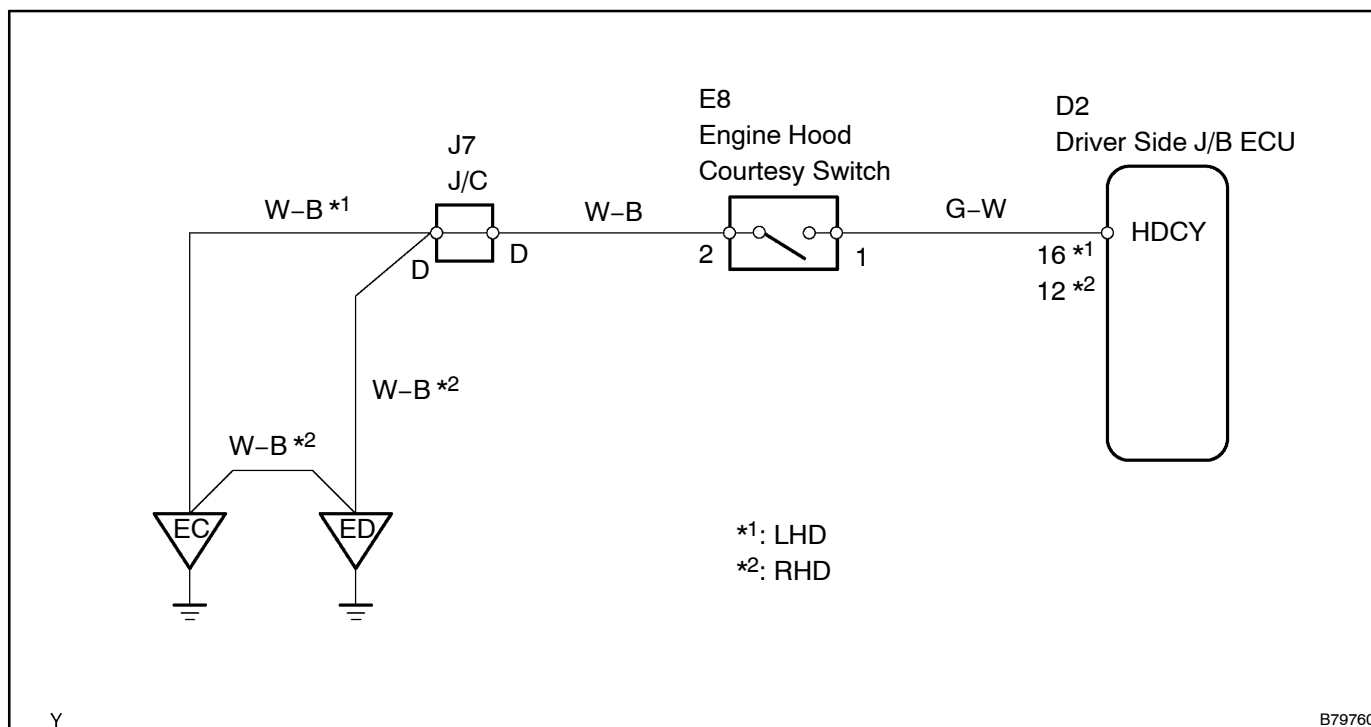 E8
Engine Hood
Courtesy Switch
D2
Driver Side J/B ECU
J7
J/C
W–B *1
W–B
G–W
HDCY
D
D
2
1
16 *1
12 *2
W–B *2
W–B *2
EC
ED
*1: LHD
*2: RHD
Y
B79760